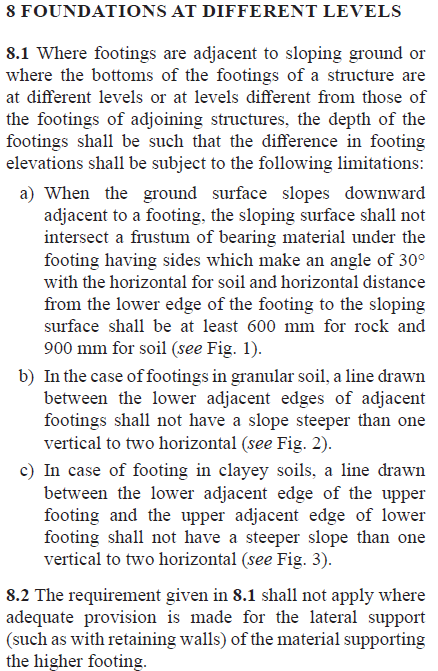 8 FOUNDATIONS AT DIFFERENT LEVELS
8.1 Where footings are adjacent to sloping ground or
where the bottoms of the footings of a structure are
at different levels or at levels different from those of
the footings of adjoining structures, the depth of the
footings shall be such that the difference in footing
elevations shall be subject to the following limitations:
a) When the ground surface slopes downward
adjacent to a footing, the sloping surface shall not
intersect a frustum of bearing material under the
footing having sides which make an angle of 30°
with the horizontal for soil and horizontal distance
from the lower edge of the footing to the sloping
surface shall be at least 600 mm for rock and
900 mm for soil (see Fig. 1).
b) In the case of footings in granular soil, a line drawn
between the lower adjacent edges of adjacent
footings shall not have a slope steeper than one
vertical to two horizontal (see Fig. 2).
c) In case of footing in clayey soils, a line drawn
between the lower adjacent edge of the upper
footing and the upper adjacent edge of lower
footing shall not have a steeper slope than one
vertical to two horizontal (see Fig. 3).
8.2 The requirement given in 8.1 shall not apply where
adequate provision is made for the lateral support
(such as with retaining walls) of the material supporting
the higher footing.